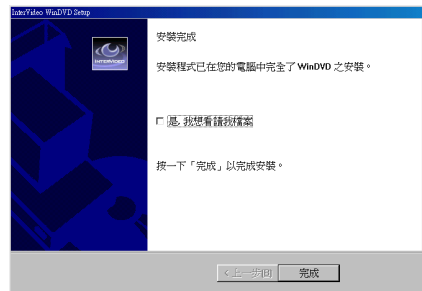 InterVideo WinDVD Setup
INTERVIDEO
安裝完成
安裝程式已在您的電腦中完全了 WinDVD 之安裝。
是, 我想看讀我檔案
按一下「完成」以完成安裝。
< 上一步(B)
完成